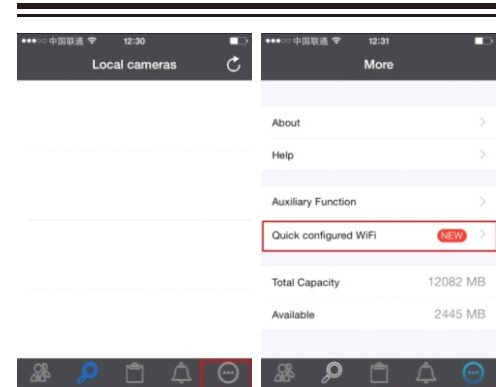 中国联通 12:30
Local cameras
中国联通 12:31
More
About
Help
Auxiliary Function
Quick configured WiFi NEW
Total Capacity 12082 MB
Available 2445 MB